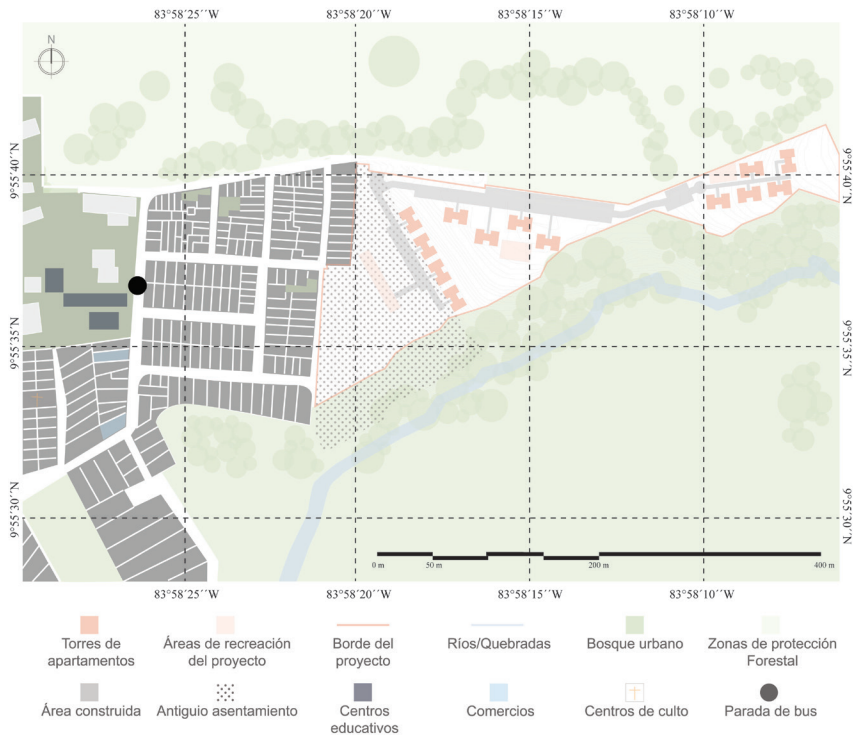 83°58´25´´W 83°58´20´´W 83°58´15´´W 83°58´10´´W
N
9°55´40´´N 9°55´40´´N
9°55´35´´N 9°55´35´´N
9°55´30´´N 9°55´30´´N
0 m 50 m 200 m 400 m
83°58´25´´W 83°58´20´´W 83°58´15´´W 83°58´10´´W
Torres de
apartamentos
Áreas de recreación
del proyecto
Borde del
proyecto
Ríos/Quebradas
Bosque urbano
Zonas de protección
Forestal
Área construida
Antiguio asentamiento
Centros
educativos
Comercios
Centros de culto
Parada de bus